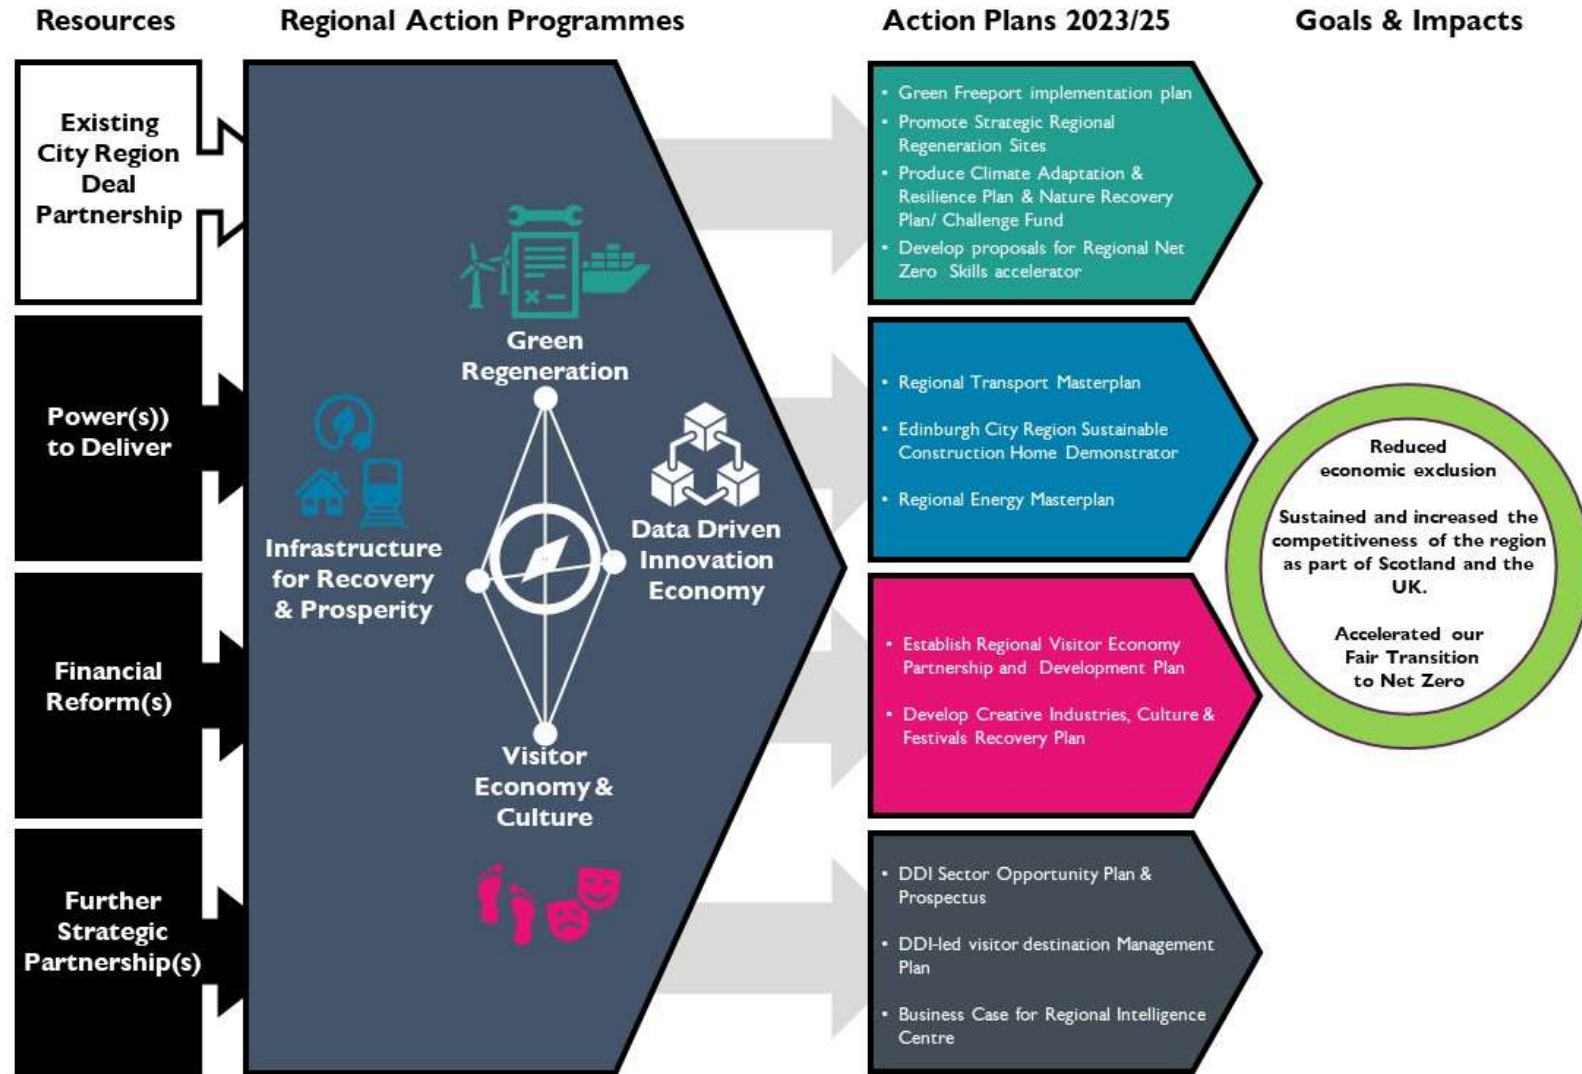 Resources
Regional Action Programmes
Action Plans 2023/25
Goals & Impacts
Existing
City Region
Deal
Partnership
Power(s))
to Deliver
Financial
Reform(s)
Further
Strategic
Partnership(s)
Green
Regeneration
Infrastructure
for Recovery
& Prosperity
Data Driven
Innovation
Economy
Visitor
Economy &
Culture
• Green Freeport implementation plan
• Promote Strategic Regional
Regeneration Sites
• Produce Climate Adaptation &
Resilience Plan & Nature Recovery
Plan/ Challenge Fund
• Develop proposals for Regional Net
Zero Skills accelerator
• Regional Transport Masterplan
• Edinburgh City Region Sustainable
Construction Home Demonstrator
• Regional Energy Masterplan
• Establish Regional Visitor Economy
Partnership and Development Plan
• Develop Creative Industries, Culture &
Festivals Recovery Plan
• DDI Sector Opportunity Plan &
Prospectus
• DDI-led visitor destination Management
Plan
• Business Case for Regional Intelligence
Centre
Reduced
economic exclusion
Sustained and increased the
competitiveness of the region
as part of Scotland and the
UK.
Accelerated our
Fair Transition
to Net Zero